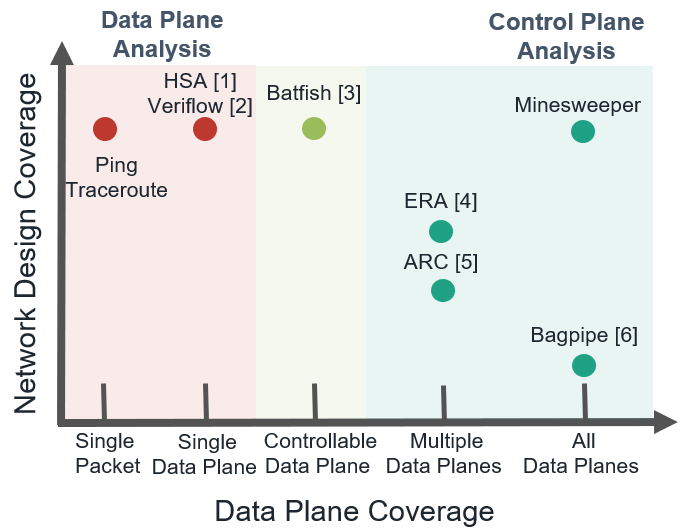 Data Plane
Analysis
Control Plane
Analysis
Network Design Coverage
HSA [1]
Veriflow [2]
Batfish [3]
Minesweeper
Ping
Traceroute
ERA [4]
ARC [5]
Bagpipe [6]
Single
Packet
Single
Data Plane
Controllable
Data Plane
Multiple
Data Planes
All
Data Planes
Data Plane Coverage